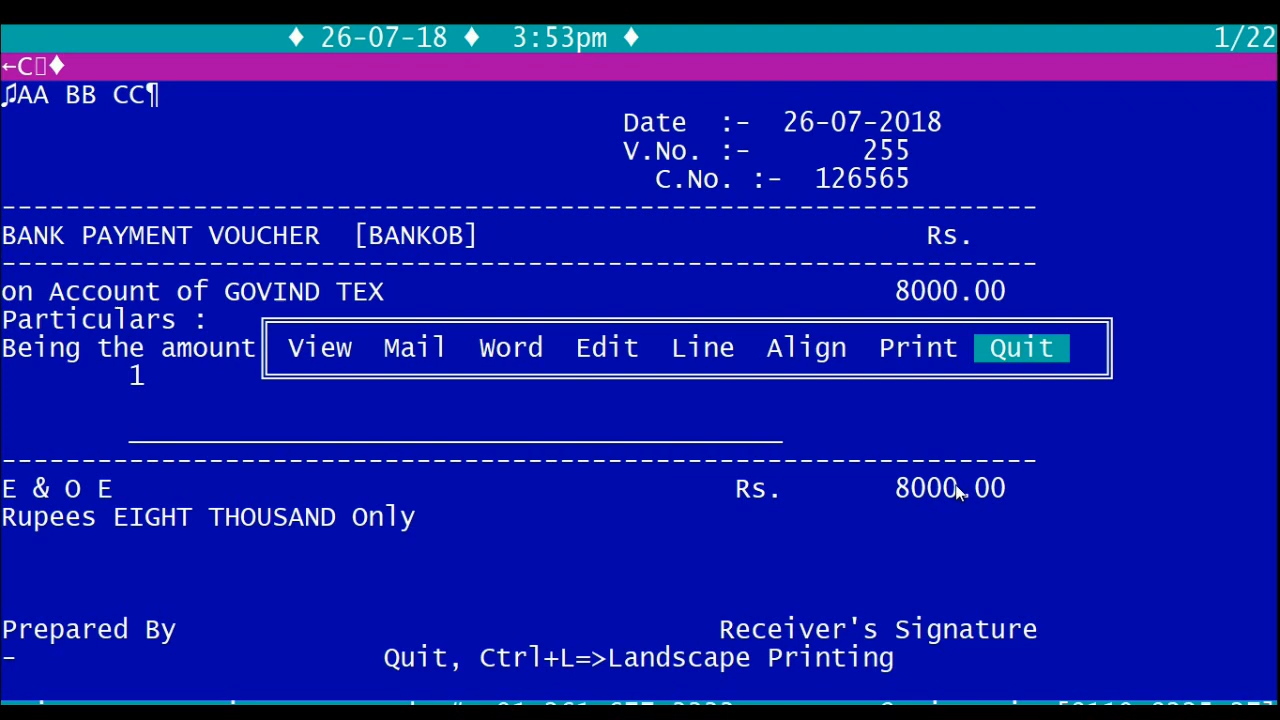 ♦ 26-07-18 ♦ 3:53pm ♦ 1/22
←C▯♦
♫AA BB CC¶
Date :- 26-07-2018
V.No. :- 255
C.No. :- 126565
BANK PAYMENT VOUCHER [BANKOB] Rs.
on Account of GOVIND TEX 8000.00
Particulars :
Being the amount
View Mail Word Edit Line Align Print Quit
1
E & O E Rs. 8000.00
Rupees EIGHT THOUSAND Only
Prepared By Receiver's Signature
Quit, Ctrl+L=>Landscape Printing